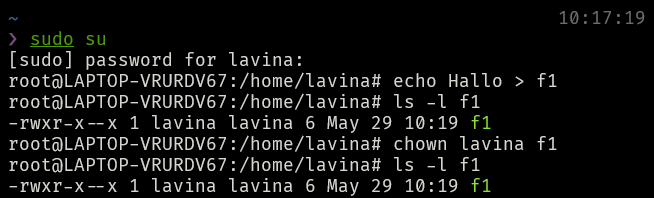 ~ 10:17:19
❯ sudo su
[sudo] password for lavina:
root@LAPTOP-VRURDV67:/home/lavina# echo Hallo > f1
root@LAPTOP-VRURDV67:/home/lavina# ls -l f1
-rwxr-x--x 1 lavina lavina 6 May 29 10:19 f1
root@LAPTOP-VRURDV67:/home/lavina# chown lavina f1
root@LAPTOP-VRURDV67:/home/lavina# ls -l f1
-rwxr-x--x 1 lavina lavina 6 May 29 10:19 f1